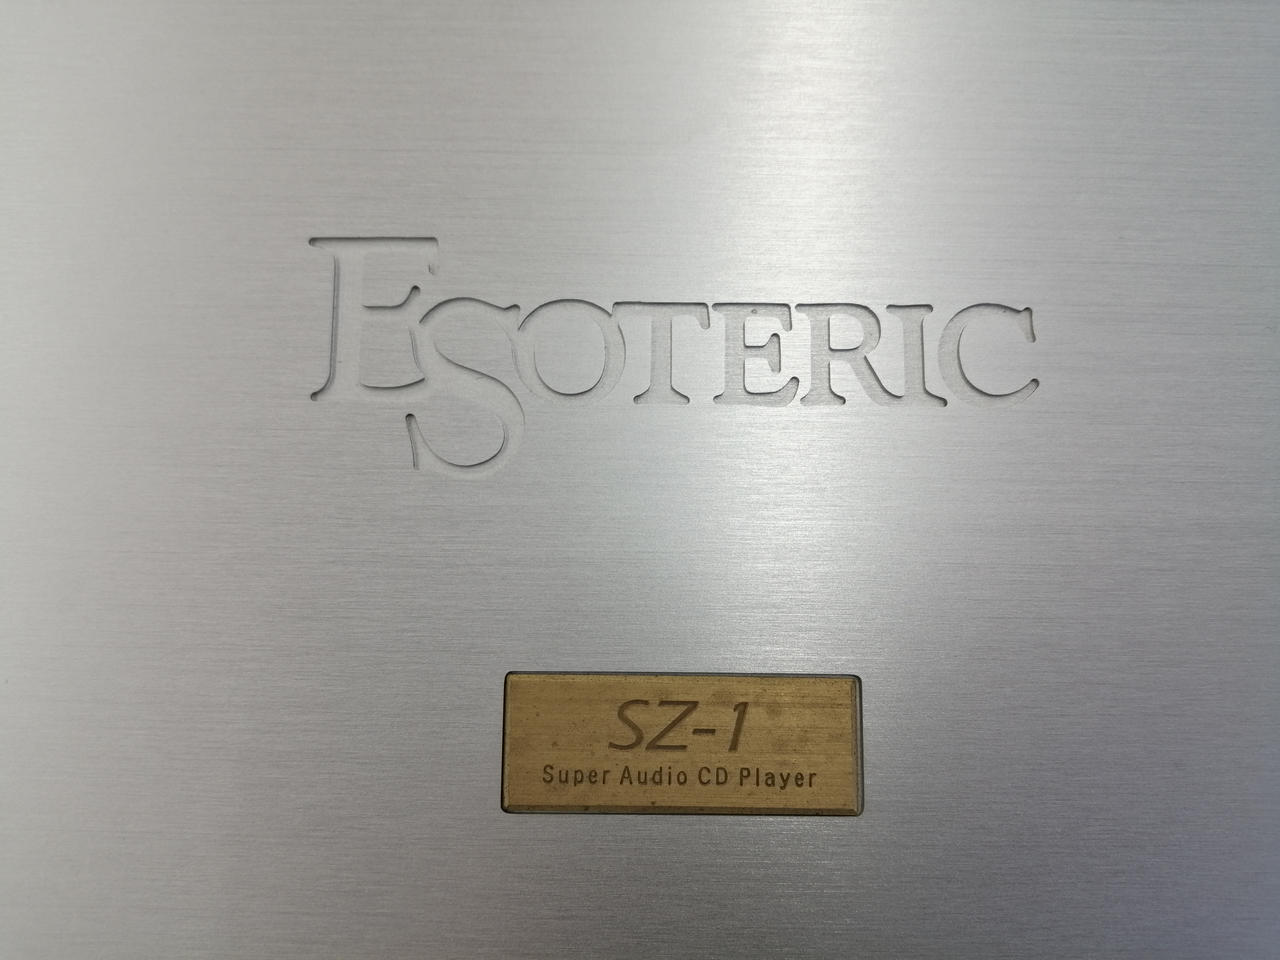 ESOTERIC
SZ-1
Super Audio CD Player